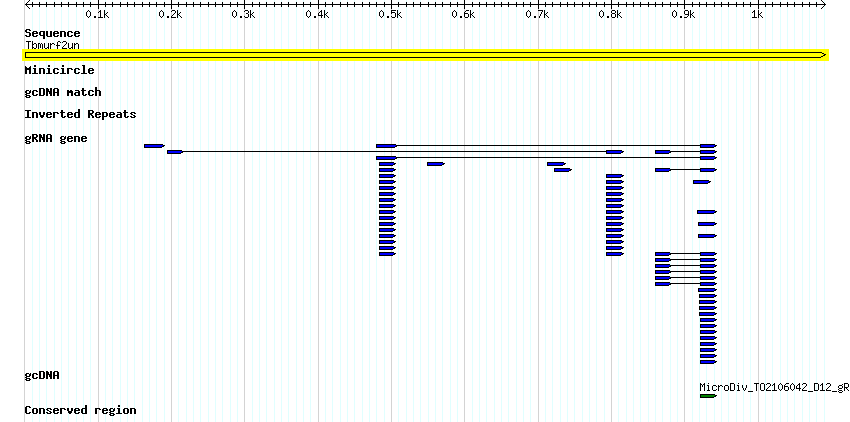 0.1k 0.2k 0.3k 0.4k 0.5k 0.6k 0.7k 0.8k 0.9k 1k
Sequence
Tbmurf2un
Minicircle
gcDNA match
Inverted Repeats
gRNA gene
gcDNA
MicroDiv_TO2106042_D12_gR
Conserved region